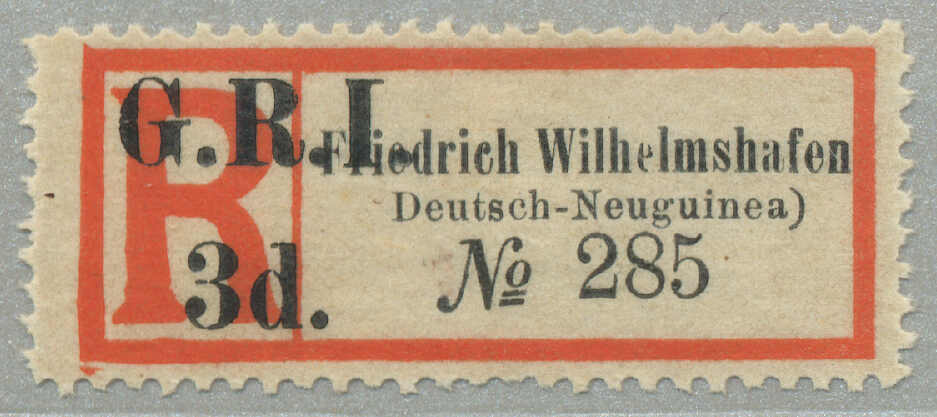 R
G.R.I.
3d.
Friedrich Wilhelmshafen
Deutsch-Neuguinea)
№ 285